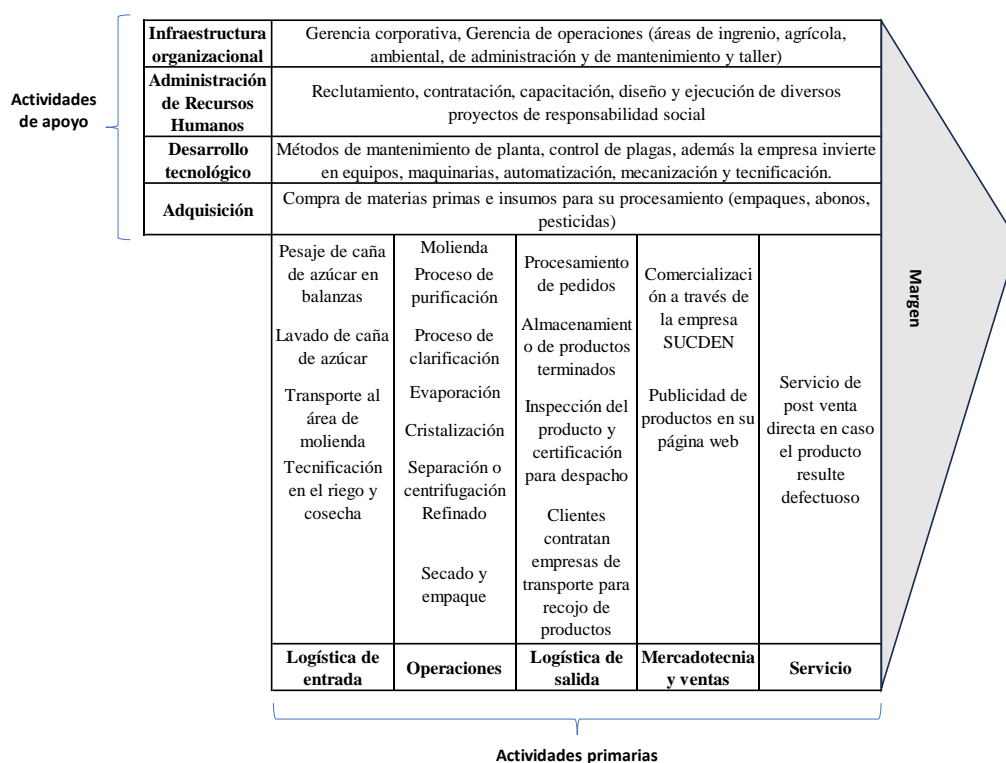 Infraestructura
organizacional
Gerencia corporativa, Gerencia de operaciones (áreas de ingenio, agrícola,
ambiental, de administración y de mantenimiento y taller)
Actividades
de apoyo
Administración
de Recursos
Humanos
Reclutamiento, contratación, capacitación, diseño y ejecución de diversos
proyectos de responsabilidad social
Desarrollo
tecnológico
Métodos de mantenimiento de planta, control de plagas, además la empresa invierte
en equipos, maquinarias, automatización, mecanización y tecnificación.
Adquisición
Compra de materias primas e insumos para su procesamiento (empaques, abonos,
pesticidas)
Pesaje de caña
de azúcar en
balanzas
Lavado de caña
de azúcar
Transporte al
área de
molienda
Tecnificación
en el riego y
cosecha
Molienda
Proceso de
purificación
Proceso de
clarificación
Evaporación
Cristalización
Separación o
centrifugación
Refinado
Secado y
empaque
Procesamiento
de pedidos
Almacenamient
o de productos
terminados
Inspección del
producto y
certificación
para despacho
Clientes
contratan
empresas de
transporte para
recojo de
productos
Comercializaci
ón a través de
la empresa
SUCDEN
Publicidad de
productos en su
página web
Servicio de
post venta
directa en caso
el producto
resulte
defectuoso
Margen
Logística de
entrada
Operaciones
Logística de
salida
Mercadotecnia
y ventas
Servicio
Actividades primarias